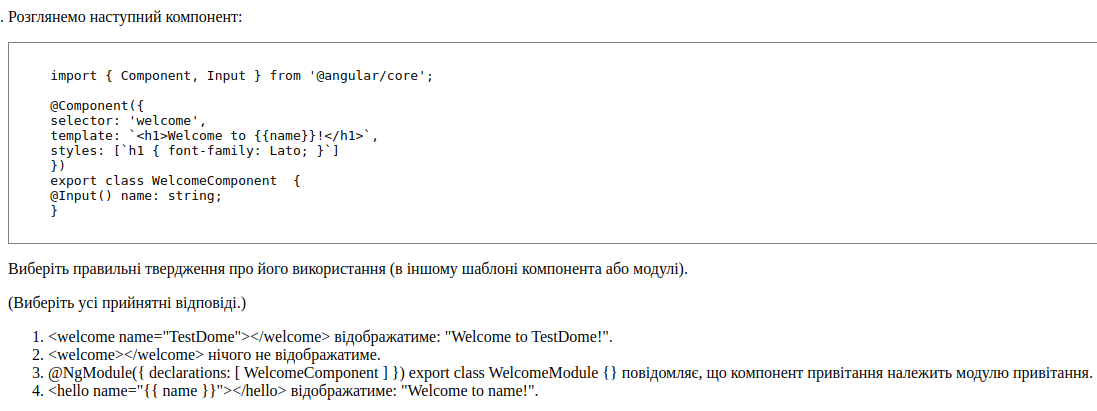 . Розглянемо наступний компонент:
import { Component, Input } from '@angular/core';
@Component({
selector: 'welcome',
template: `<h1>Welcome to {{name}}!</h1>`,
styles: [`h1 { font-family: Lato; }`]
})
export class WelcomeComponent  {
@Input() name: string;
}
Виберіть правильні твердження про його використання (в іншому шаблоні компонента або модулі).
(Виберіть усі прийнятні відповіді.)
1. <welcome name="TestDome"></welcome> відображатиме: "Welcome to TestDome!".
2. <welcome></welcome> нічого не відображатиме.
3. @NgModule({ declarations: [ WelcomeComponent ] }) export class WelcomeModule {} повідомляє, що компонент привітання належить модулю привітання.
4. <hello name="{{ name }}"></hello> відображатиме: "Welcome to name!".